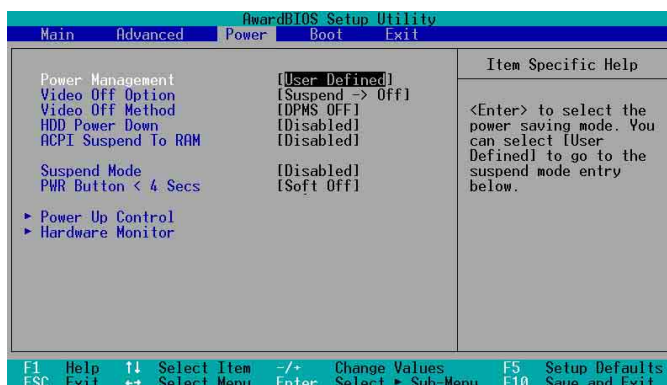 AwardBIOS Setup Utility
Main Advanced Power Boot Exit
Power Management [User Defined]
Video Off Option [Suspend -> Off]
Video Off Method [DPMS OFF]
HDD Power Down [Disabled]
ACPI Suspend To RAM [Disabled]
Suspend Mode [Disabled]
PWR Button < 4 Secs [Soft Off]
► Power Up Control
► Hardware Monitor
Item Specific Help
<Enter> to select the
power saving mode. You
can select [User
Defined] to go to the
suspend mode entry
below.
F1 Help ↑↓ Select Item -/+ Change Values F5 Setup Defaults
ESC Exit ←→ Select Menu Enter Select ► Sub-Menu F10 Save and Exit